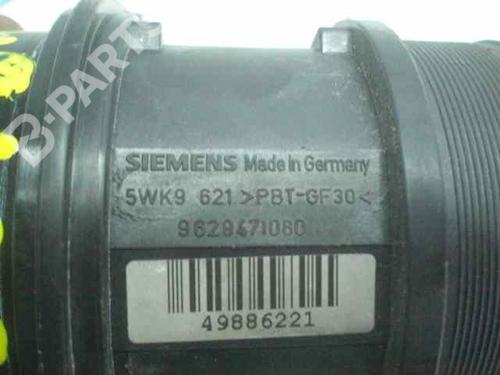 B-PARTS
SIEMENS Made in Germany
5WK9 621 >PBT-GF30<
9629471080
49886221